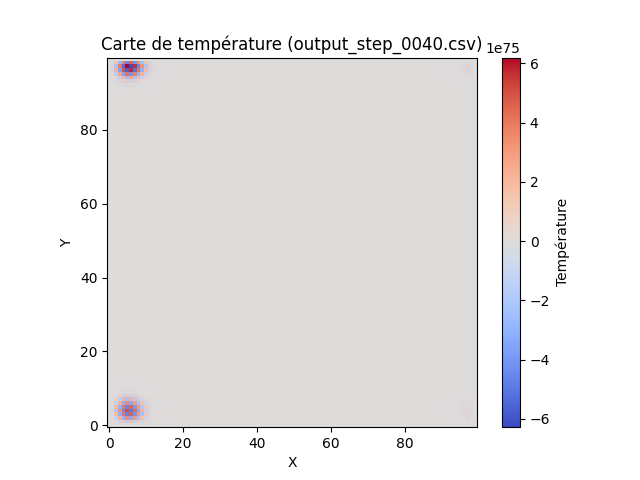 Carte de température (output_step_0040.csv)
1e75
6
4
2
0
−2
−4
−6
Température
80
60
40
20
0
Y
0 20 40 60 80
X